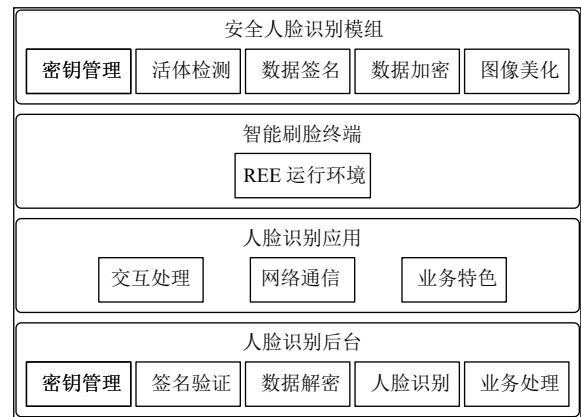 安全人脸识别模组
密钥管理 活体检测 数据签名 数据加密 图像美化
智能刷脸终端
REE 运行环境
人脸识别应用
交互处理 网络通信 业务特色
人脸识别后台
密钥管理 签名验证 数据解密 人脸识别 业务处理